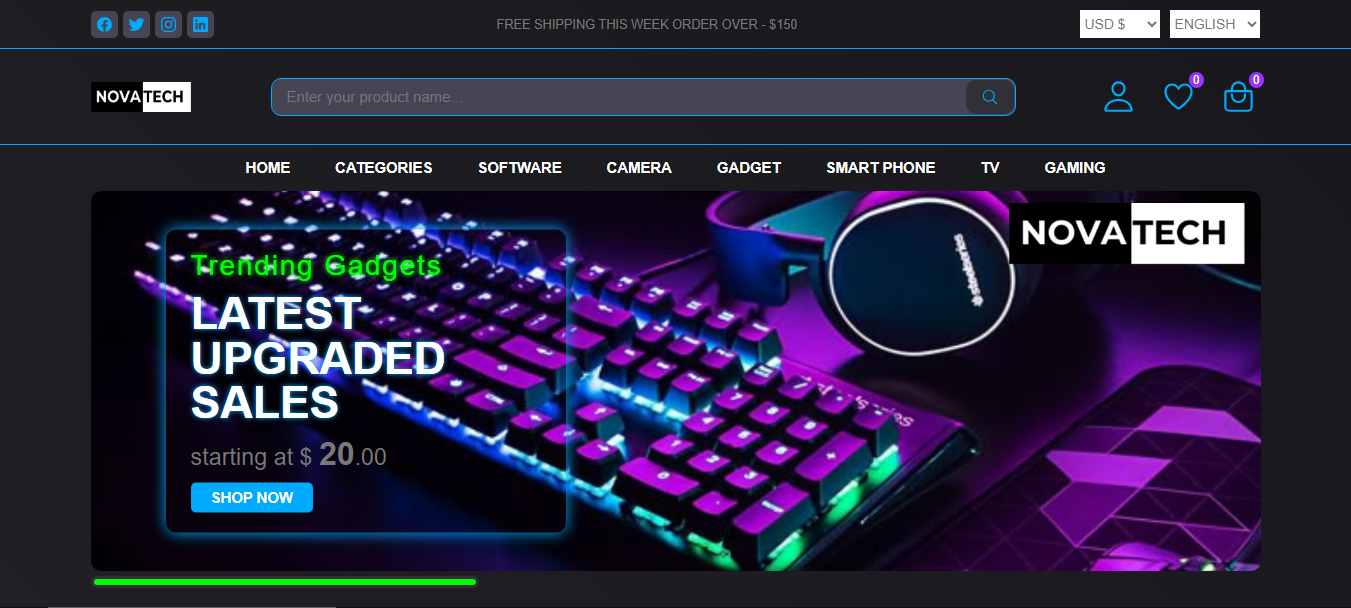 FREE SHIPPING THIS WEEK ORDER OVER - $150
USD $
ENGLISH
NOVATECH
Enter your product name...
0
0
HOME
CATEGORIES
SOFTWARE
CAMERA
GADGET
SMART PHONE
TV
GAMING
Trending Gadgets
LATEST
UPGRADED
SALES
starting at $ 20.00
SHOP NOW
NOVATECH
steelseries